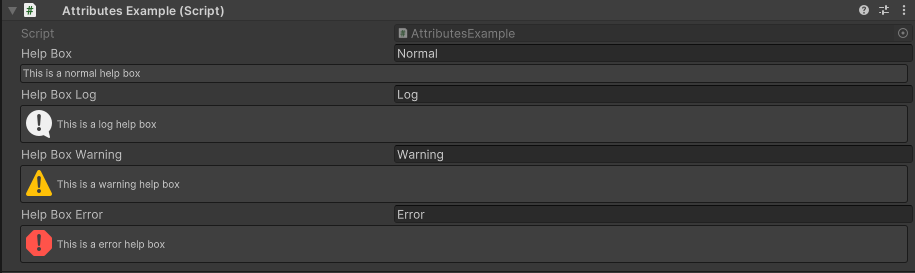 Attributes Example (Script)
Script AttributesExample
Help Box Normal
This is a normal help box
Help Box Log Log
This is a log help box
Help Box Warning Warning
This is a warning help box
Help Box Error Error
This is a error help box